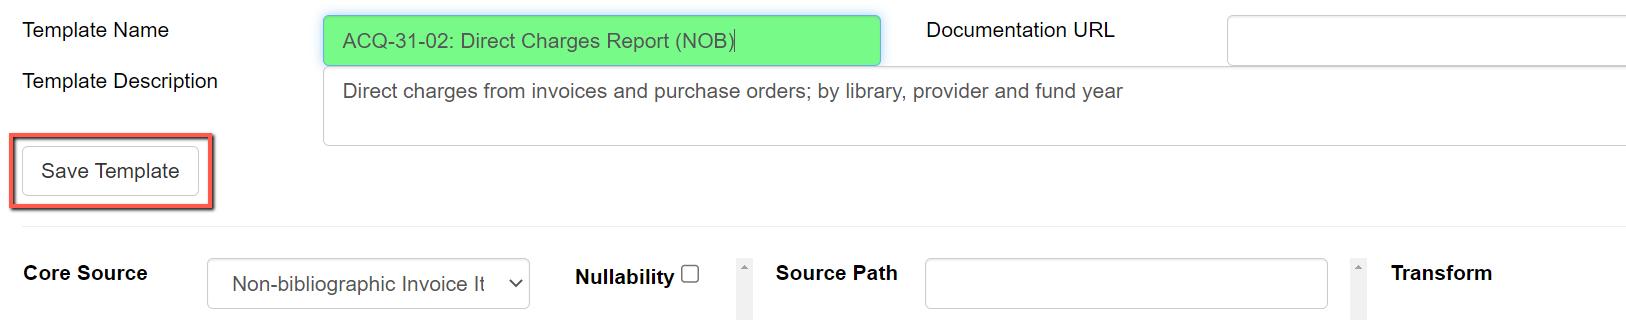 Template Name
ACQ-31-02: Direct Charges Report (NOB)
Documentation URL
Template Description
Direct charges from invoices and purchase orders; by library, provider and fund year
Save Template
Core Source
Non-bibliographic Invoice It
Nullability
Source Path
Transform